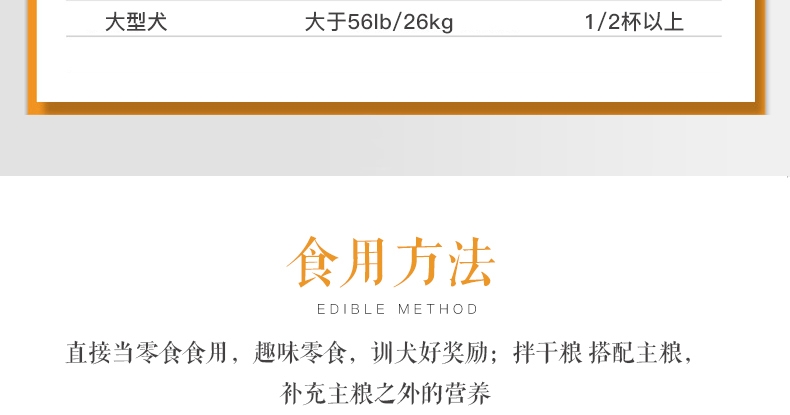 大型犬 大于56lb/26kg 1/2杯以上
食用方法
EDIBLE METHOD
直接当零食食用，趣味零食，训犬好奖励；拌干粮 搭配主粮，
补充主粮之外的营养